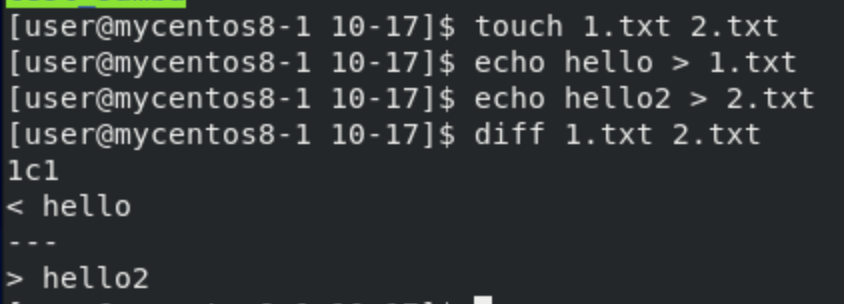 [user@mycentos8-1 10-17]$ touch 1.txt 2.txt
[user@mycentos8-1 10-17]$ echo hello > 1.txt
[user@mycentos8-1 10-17]$ echo hello2 > 2.txt
[user@mycentos8-1 10-17]$ diff 1.txt 2.txt
1c1
< hello
---
> hello2